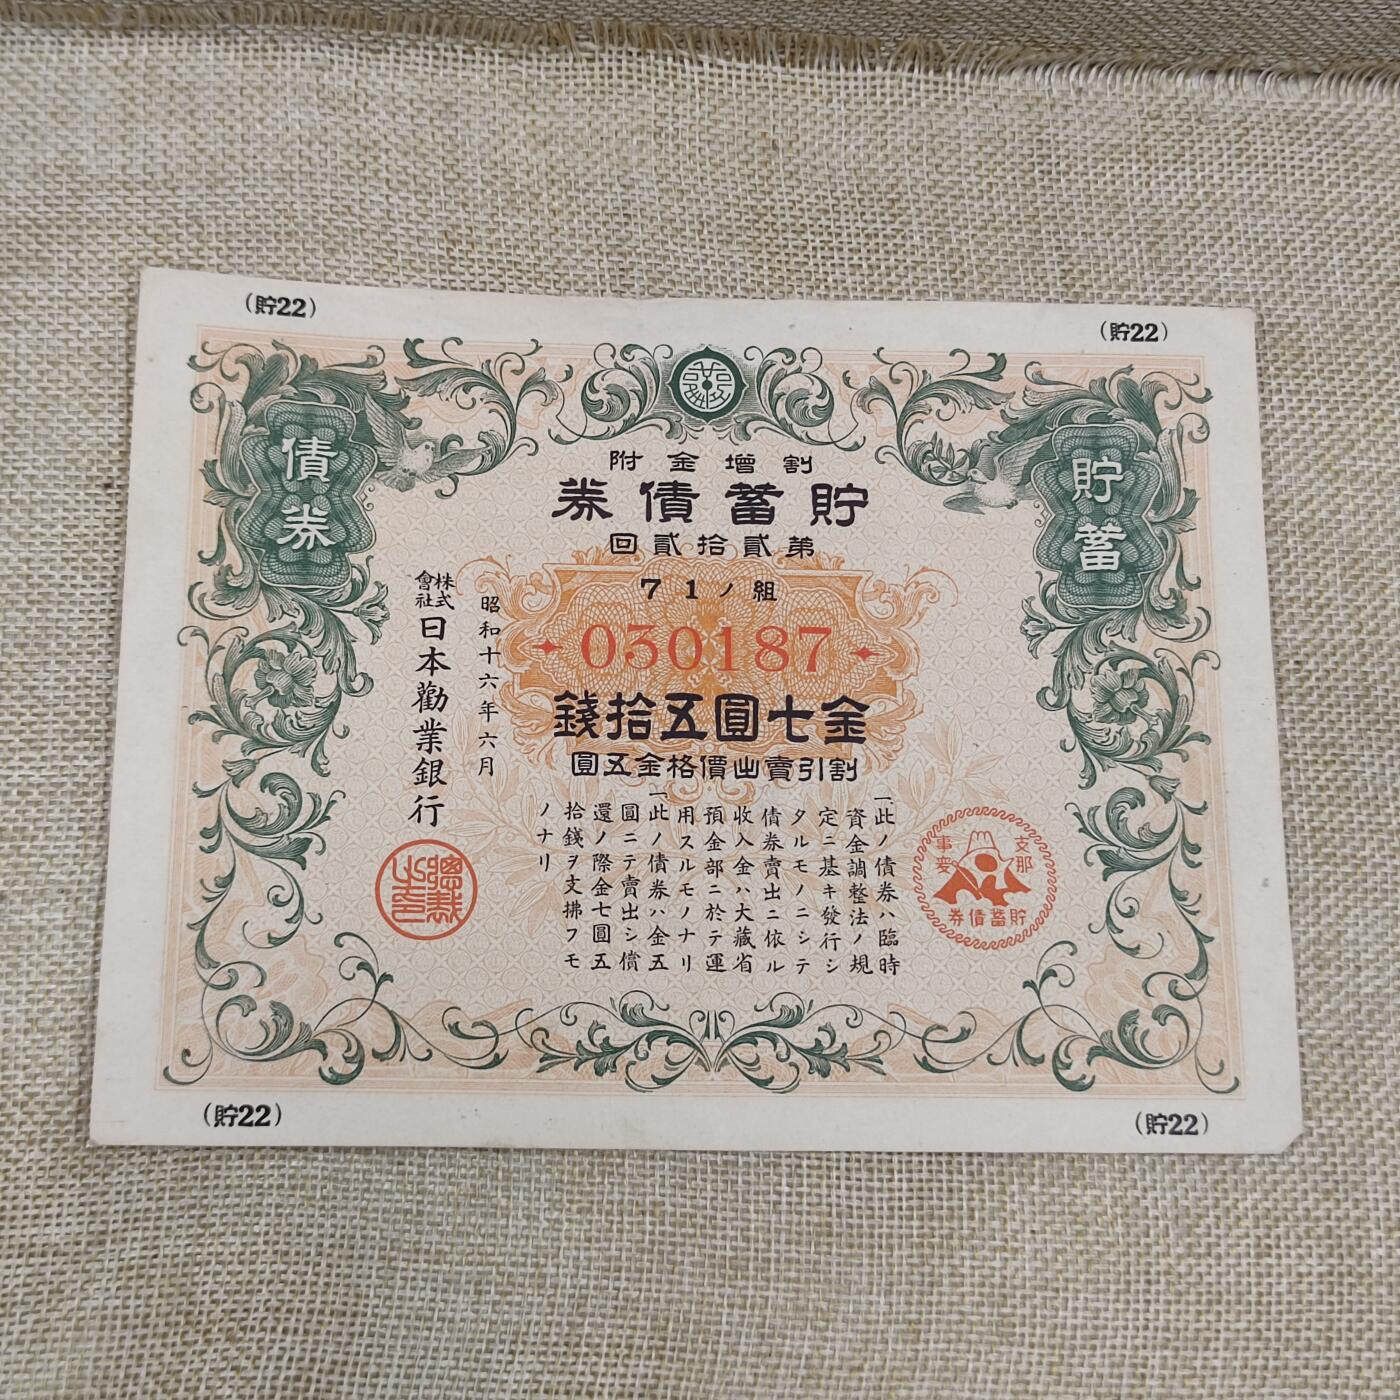 (貯22)
(貯22)
貯蓄
債券
割增金附
貯蓄債券
第貳拾貳回
組ノ17
030187
金七圓五拾錢
割引賣出價格金五圓
一、此ノ債券ハ臨時
資金調整法ノ規
定ニ基キ發行シ
タルモノニシテ
債券賣出ニ依ル
收入金ハ大藏省
預金部ニ於テ運
用スルモノナリ
一、此ノ債券ハ金五
圓ニテ賣出シ償
還ノ際金七圓五
拾錢ヲ支拂フモ
ノナリ
昭和十六年六月
株式會社日本勸業銀行
總裁之印
支那
事變
貯蓄債券
(貯22)
(貯22)